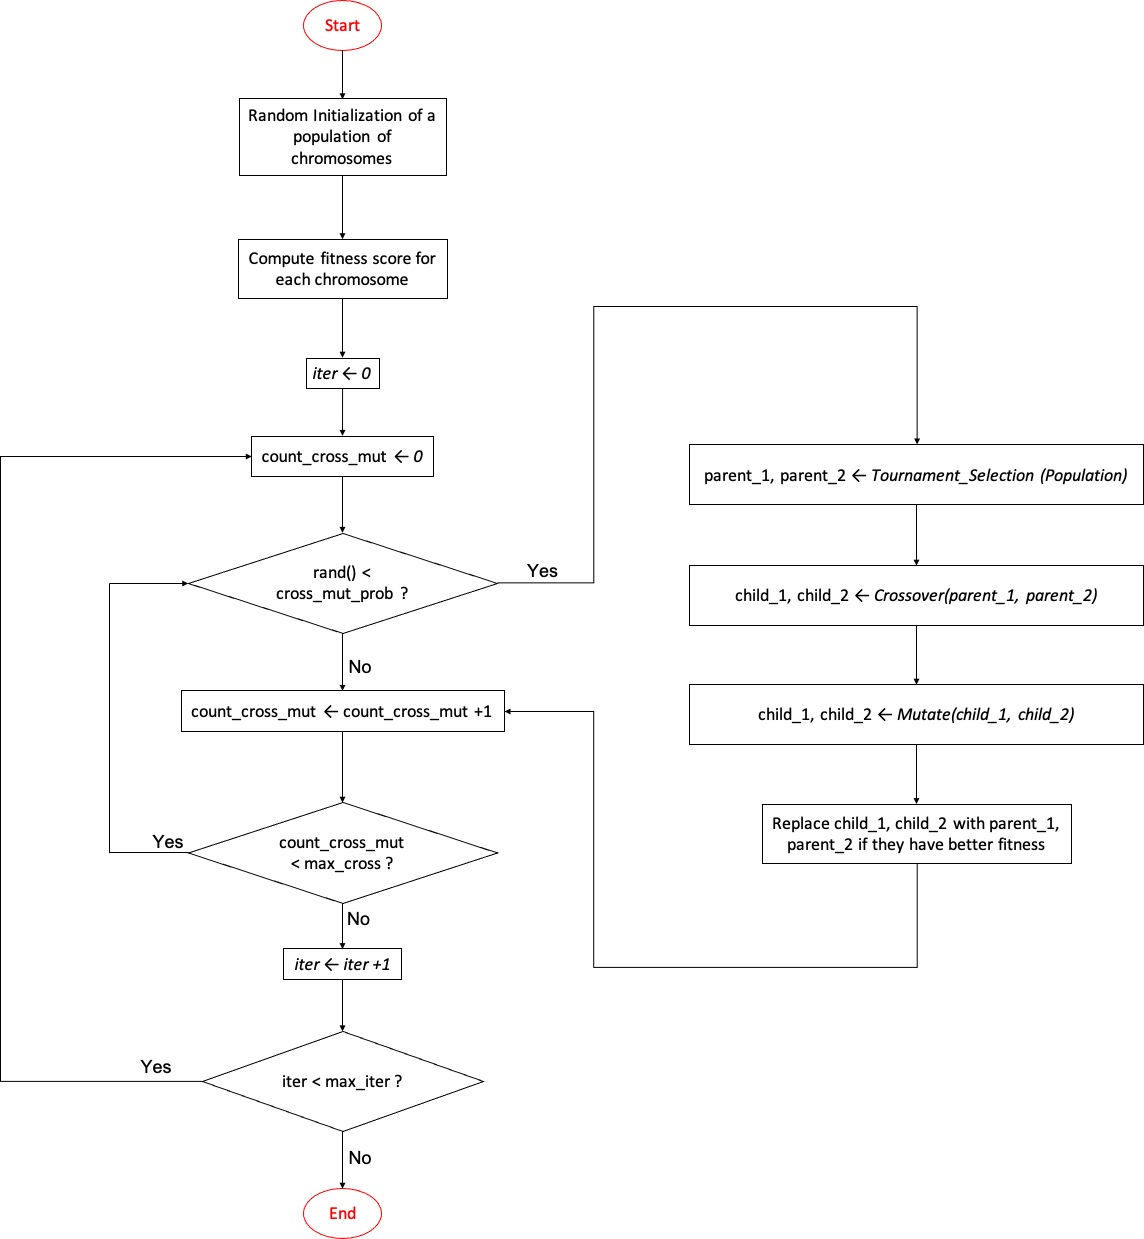 Start
Random Initialization of a
population of
chromosomes
Compute fitness score for
each chromosome
iter ← 0
count_cross_mut ← 0
rand() <
cross_mut_prob ?
Yes
No
count_cross_mut ← count_cross_mut +1
count_cross_mut
< max_cross ?
Yes
No
iter ← iter +1
iter < max_iter ?
Yes
No
End
parent_1, parent_2 ← Tournament_Selection (Population)
child_1, child_2 ← Crossover(parent_1, parent_2)
child_1, child_2 ← Mutate(child_1, child_2)
Replace child_1, child_2 with parent_1,
parent_2 if they have better fitness